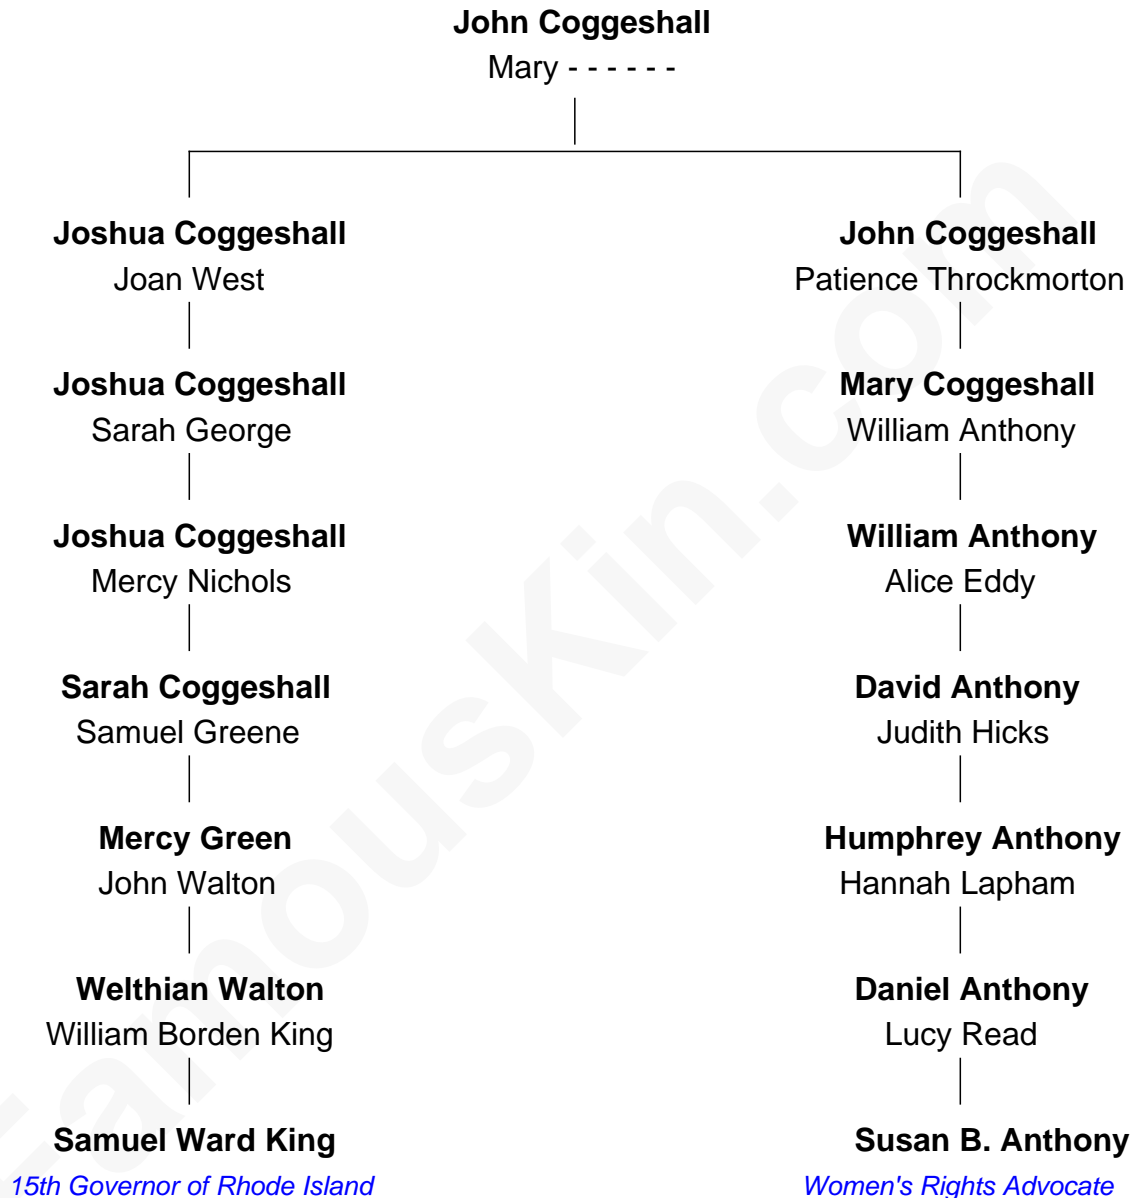 John Coggeshall
Mary - - - - - -
Joshua Coggeshall
Joan West
John Coggeshall
Patience Throckmorton
Joshua Coggeshall
Sarah George
Mary Coggeshall
William Anthony
Joshua Coggeshall
Mercy Nichols
William Anthony
Alice Eddy
Sarah Coggeshall
Samuel Greene
David Anthony
Judith Hicks
Mercy Green
John Walton
Humphrey Anthony
Hannah Lapham
Welthian Walton
William Borden King
Daniel Anthony
Lucy Read
Samuel Ward King
15th Governor of Rhode Island
Susan B. Anthony
Women's Rights Advocate
FamousKin.com